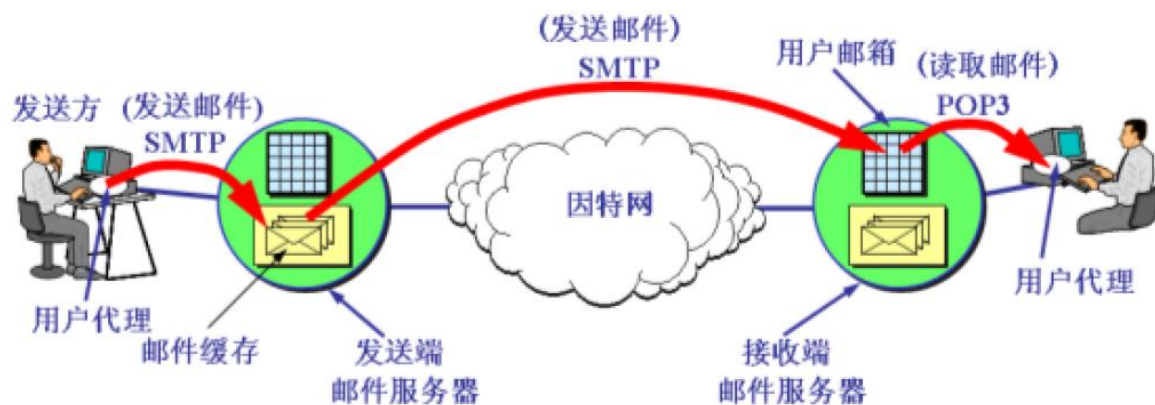 (发送邮件)
SMTP
用户邮箱
(读取邮件)
POP3
发送方
(发送邮件)
SMTP
因特网
用户代理
邮件缓存
发送端
邮件服务器
接收端
邮件服务器
用户代理